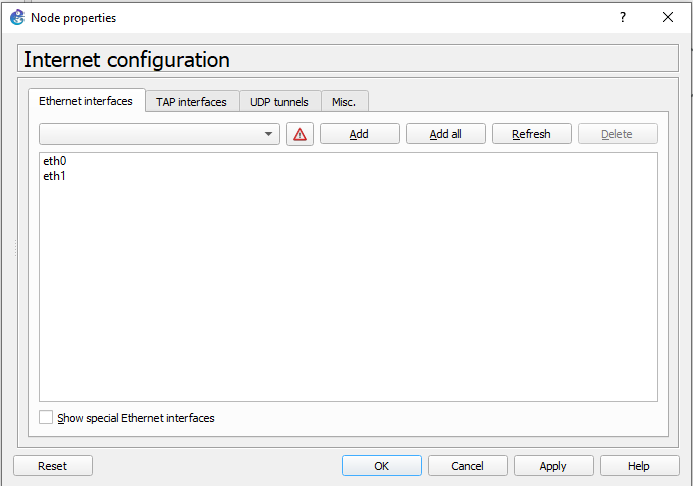 Node properties
?
Internet configuration
Ethernet interfaces
TAP interfaces
UDP tunnels
Misc.
Add
Add all
Refresh
Delete
eth0
eth1
Show special Ethernet interfaces
Reset
OK
Cancel
Apply
Help